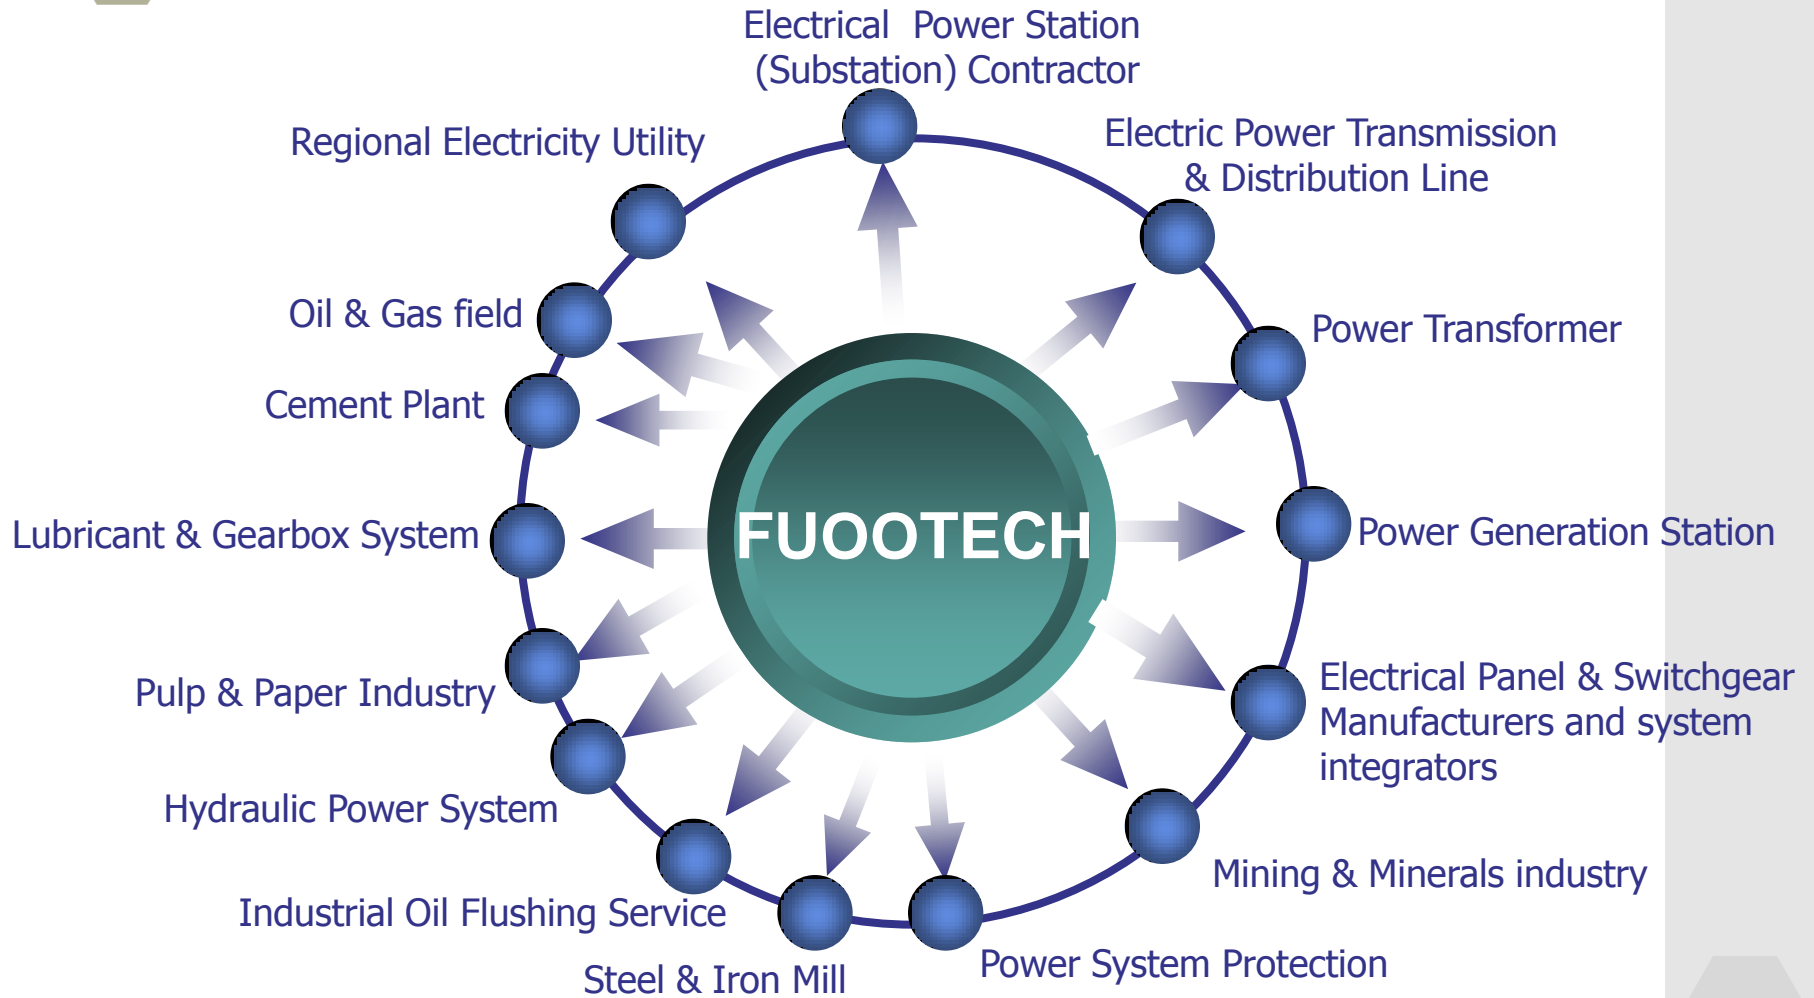 Electrical Power Station
(Substation) Contractor
Regional Electricity Utility
Electric Power Transmission
& Distribution Line
Oil & Gas field
Power Transformer
Cement Plant
Lubricant & Gearbox System
FUOOTECH
Power Generation Station
Pulp & Paper Industry
Electrical Panel & Switchgear
Manufacturers and system
integrators
Hydraulic Power System
Mining & Minerals industry
Industrial Oil Flushing Service
Power System Protection
Steel & Iron Mill